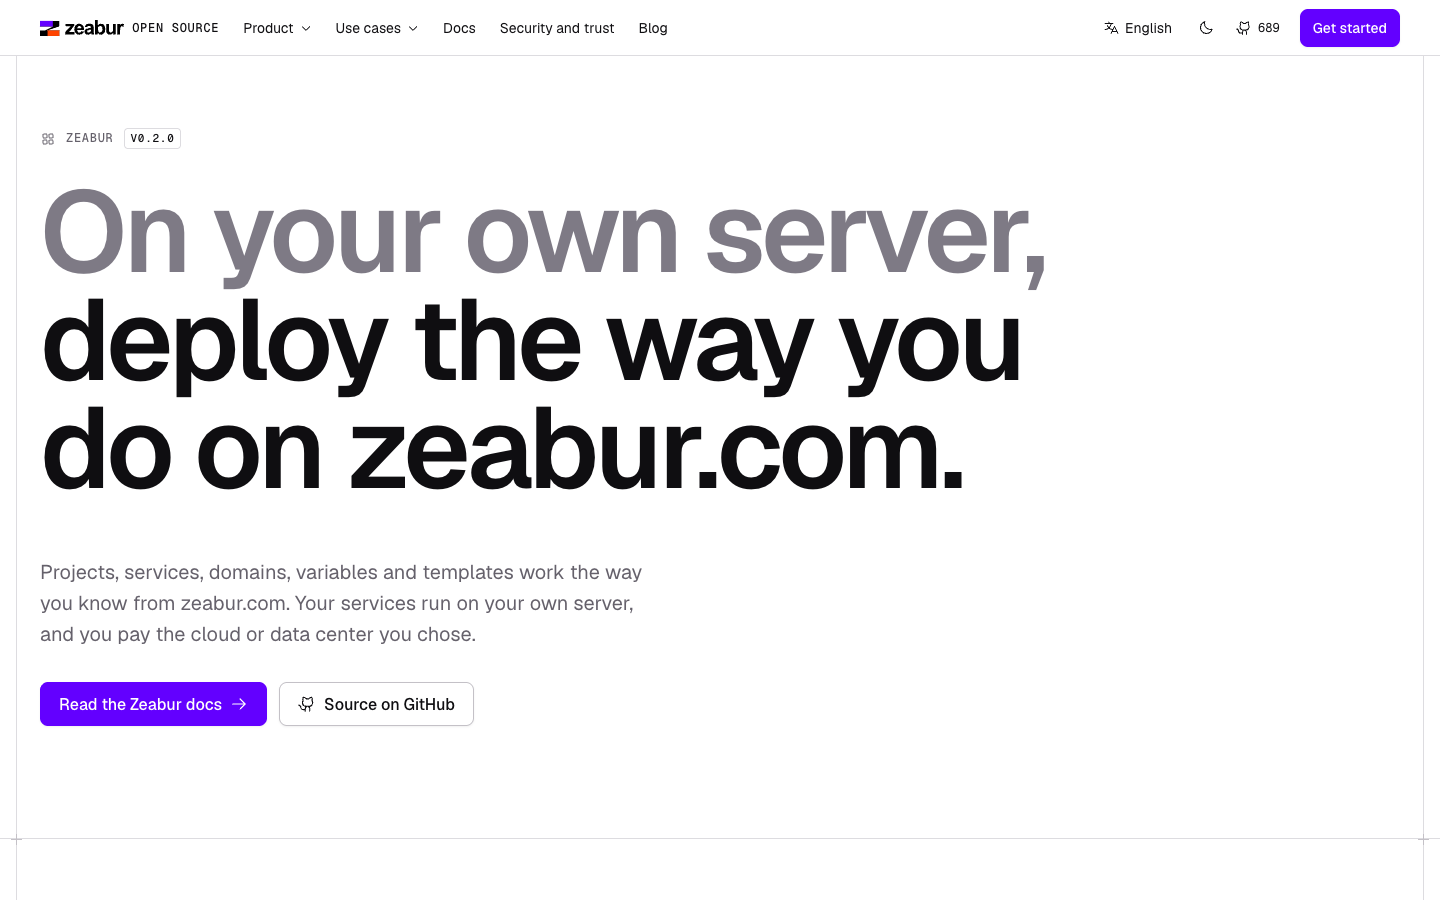 zeabur OPEN SOURCE Product Use cases Docs Security and trust Blog English 689 Get started
ZEABUR V0.2.0
On your own server,
deploy the way you
do on zeabur.com.
Projects, services, domains, variables and templates work the way
you know from zeabur.com. Your services run on your own server,
and you pay the cloud or data center you chose.
Read the Zeabur docs Source on GitHub